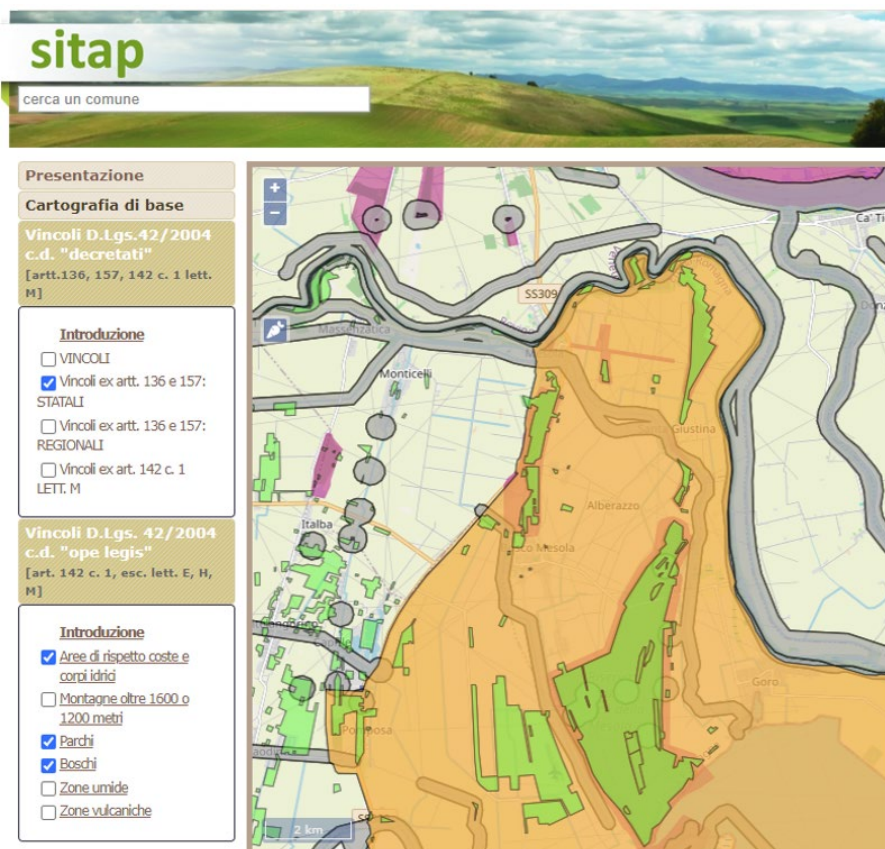 sitap
cerca un comune
Presentazione
Cartografia di base
Vincoli D.Lgs.42/2004
c.d. "decretati"
[artt.136, 157, 142 c. 1 lett.
M]
Introduzione
VINCOLI
Vincoli ex artt. 136 e 157:
STATALI
Vincoli ex artt. 136 e 157:
REGIONALI
Vincoli ex art. 142 c. 1
LETT. M
Vincoli D.Lgs. 42/2004
c.d. "ope legis"
[art. 142 c. 1, esc. lett. E, H,
M]
Introduzione
Aree di rispetto coste e
corpi idrici
Montagne oltre 1600 o
1200 metri
Parchi
Boschi
Zone umide
Zone vulcaniche
+
−
Ca' Ti
SS309
Massenzatica
Monticelli
Giustina
Alberazzo
Italba
co Mesola
Goro
Pomposa
2 km